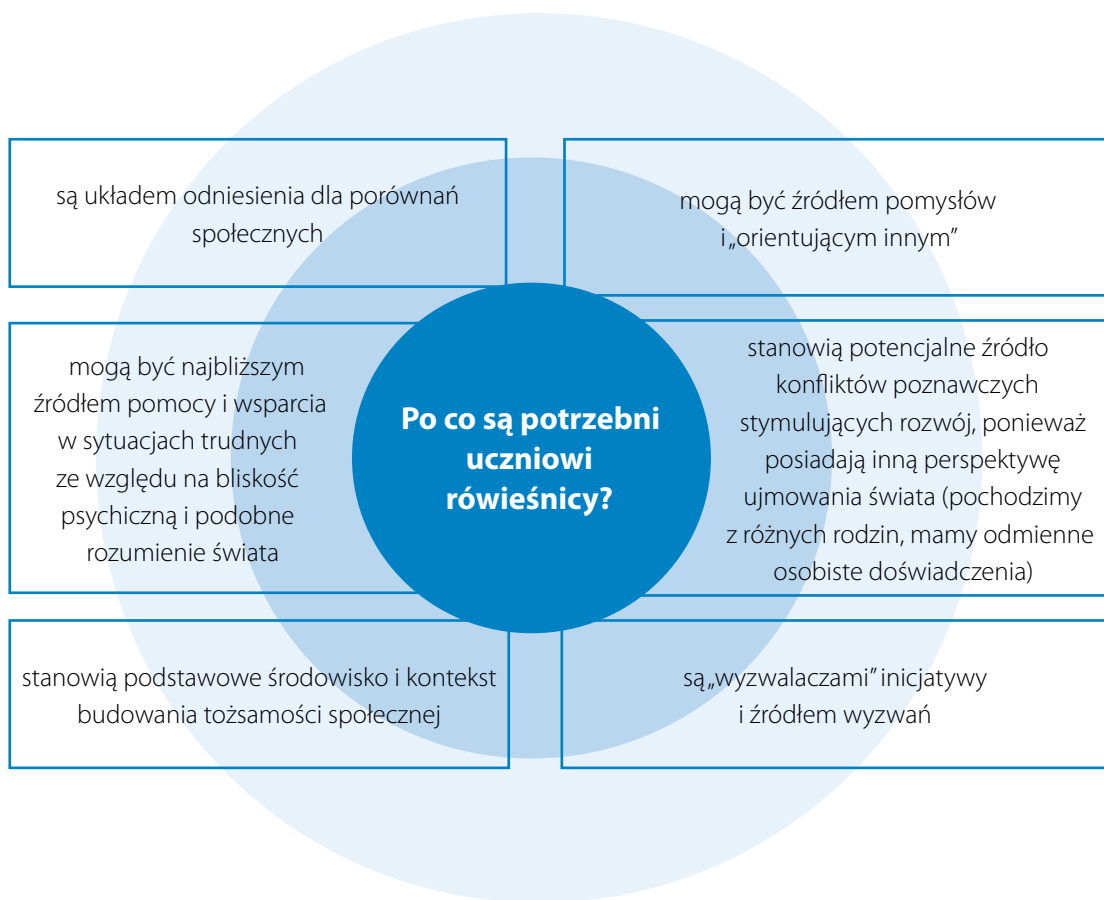 są układem odniesienia dla porównań
społecznych
mogą być źródłem pomysłów
i „orientującym innym”
mogą być najbliższym
źródłem pomocy i wsparcia
w sytuacjach trudnych
ze względu na bliskość
psychiczną i podobne
rozumienie świata
Po co są potrzebni
uczniowi
rówieśnicy?
stanowią potencjalne źródło
konfliktów poznawczych
stymulujących rozwój, ponieważ
posiadają inną perspektywę
ujmowania świata (pochodzimy
z różnych rodzin, mamy odmienne
osobiste doświadczenia)
stanowią podstawowe środowisko i kontekst
budowania tożsamości społecznej
są „wyzwalaczami” inicjatywy
i źródłem wyzwań